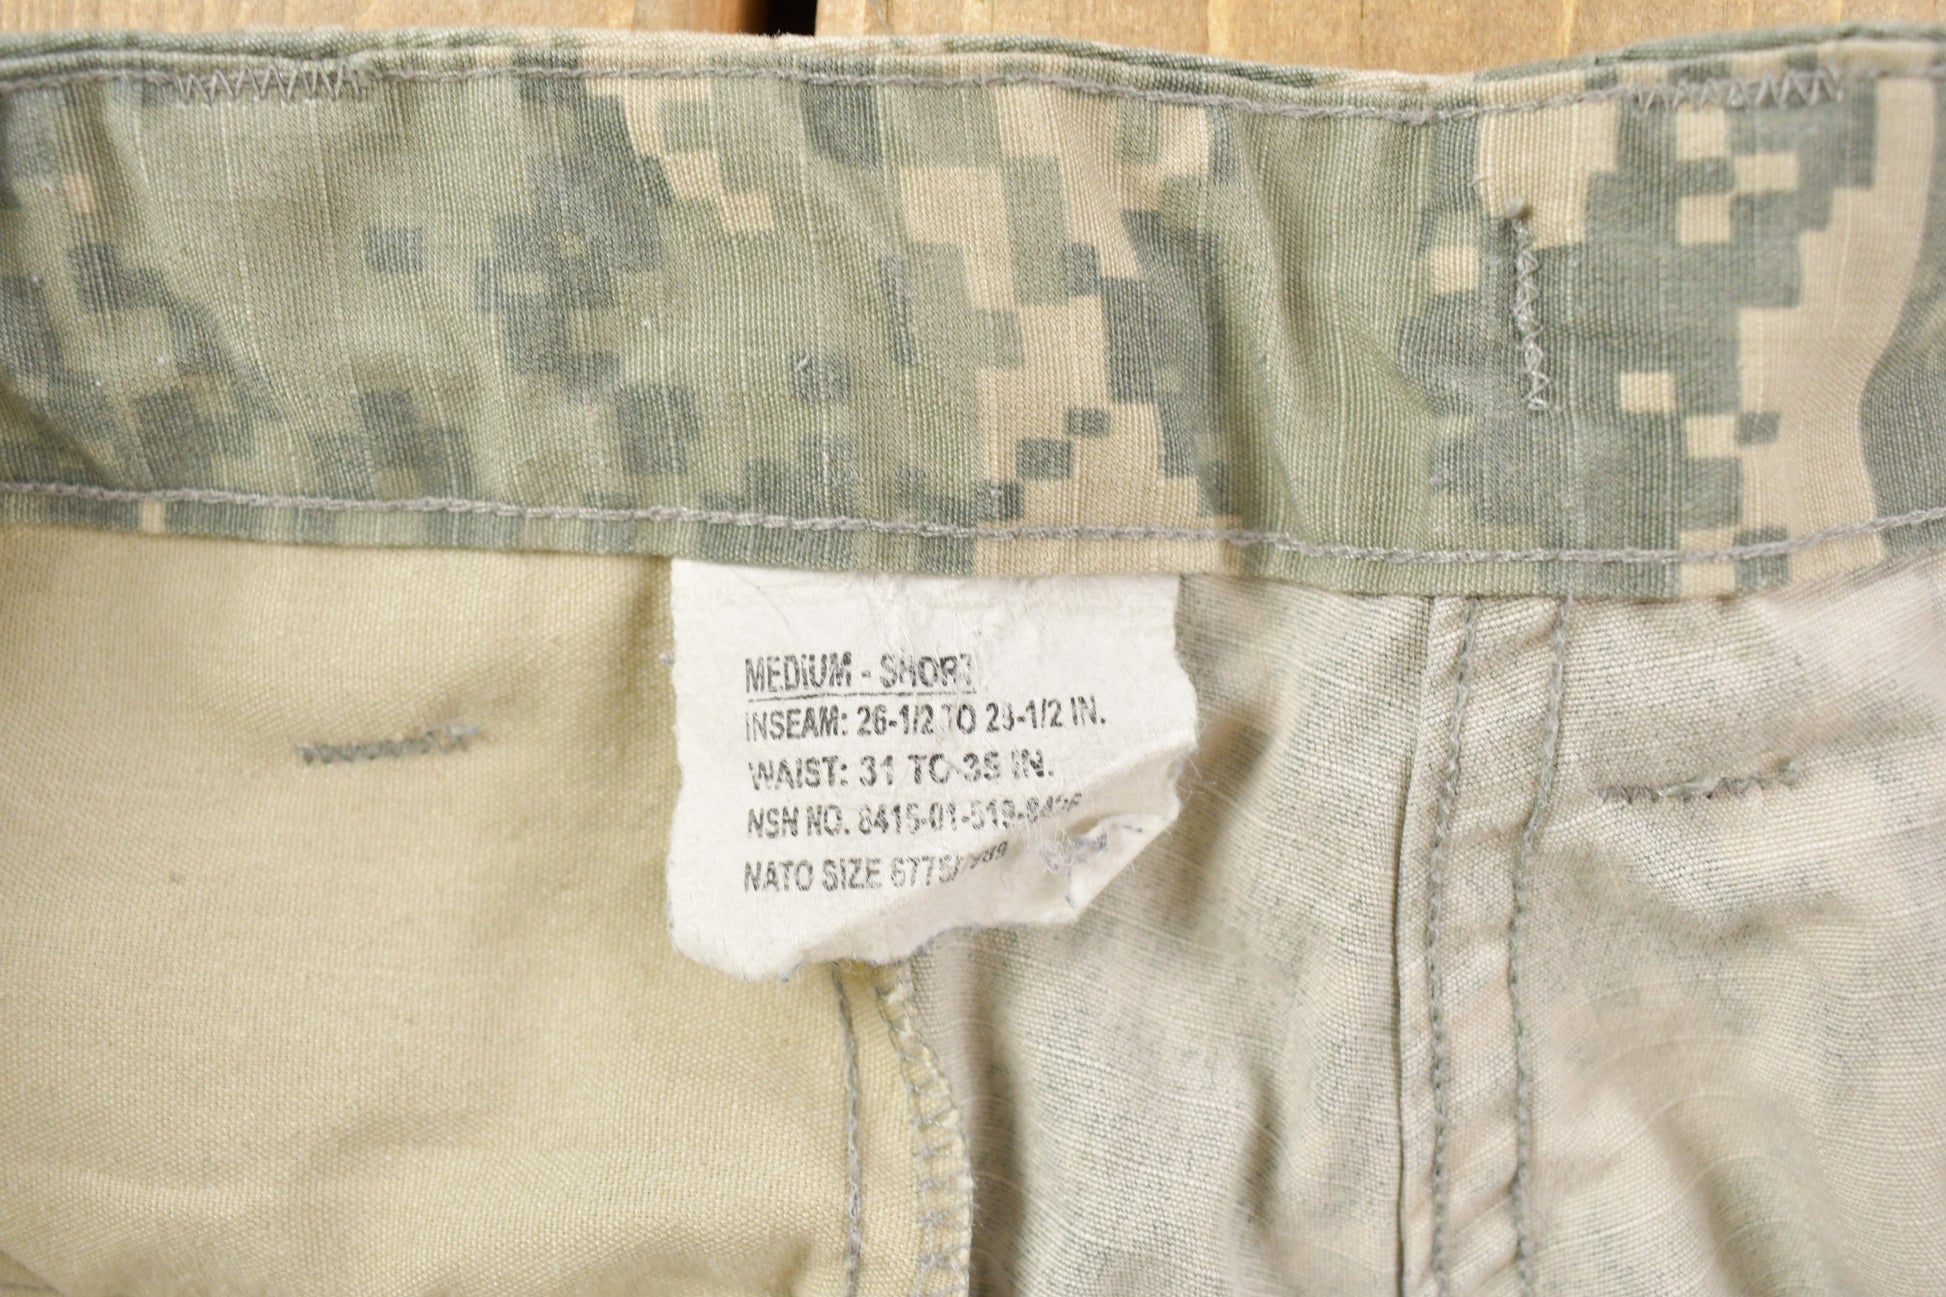 MEDIUM - SHORT
INSEAM: 26-1/2 TO 29-1/2 IN.
WAIST: 31 TO 35 IN.
NSN NO. 8415-01-519-
NATO SIZE